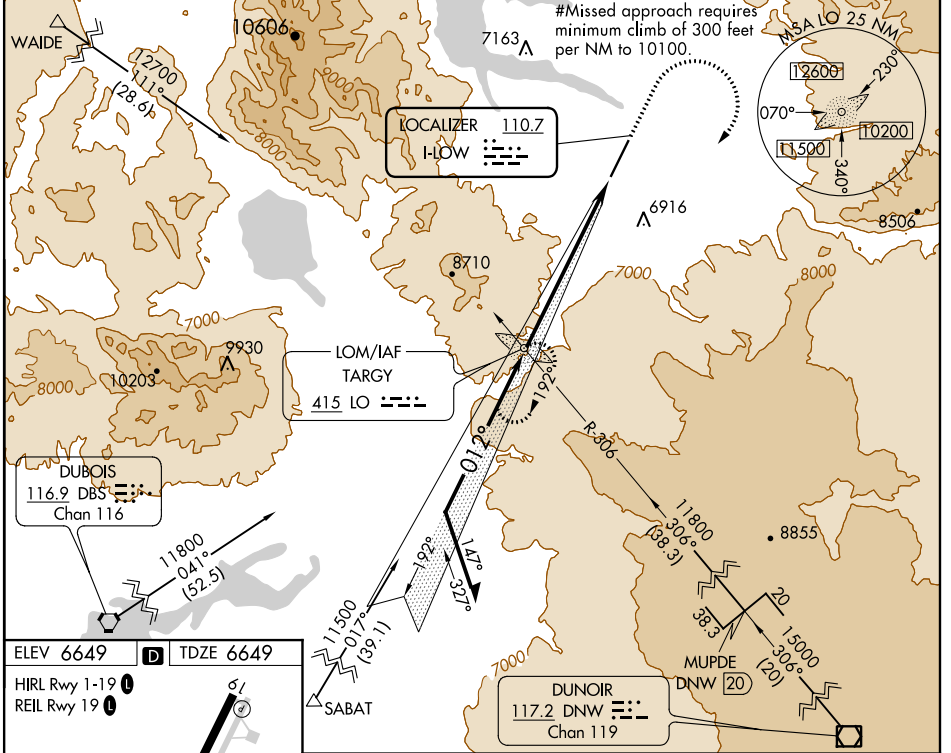 #Missed approach requires
minimum climb of 300 feet
per NM to 10100.
WAIDE
12700
111°
(28.6)
10606
9000
8000
7163
MSA LO 25 NM
12600
230°
070°
10200
11500
340°
LOCALIZER 110.7
I-LOW
6916
8506
8710
7000
8000
7000
9930
10203
8000
LOM/IAF
TARGY
415 LO
192°
012°
R-306
DUBOIS
116.9 DBS
Chan 116
11800
041°
(52.5)
192°
147°
327°
11800
306°
(38.3)
8855
11500
017°
(39.1)
20
38.3
15000
306°
(20)
MUPDE
DNW 20
7000
SABAT
DUNOIR
117.2 DNW
Chan 119
ELEV 6649 D TDZE 6649
HIRL Rwy 1-19 L
REIL Rwy 19 L
19
P